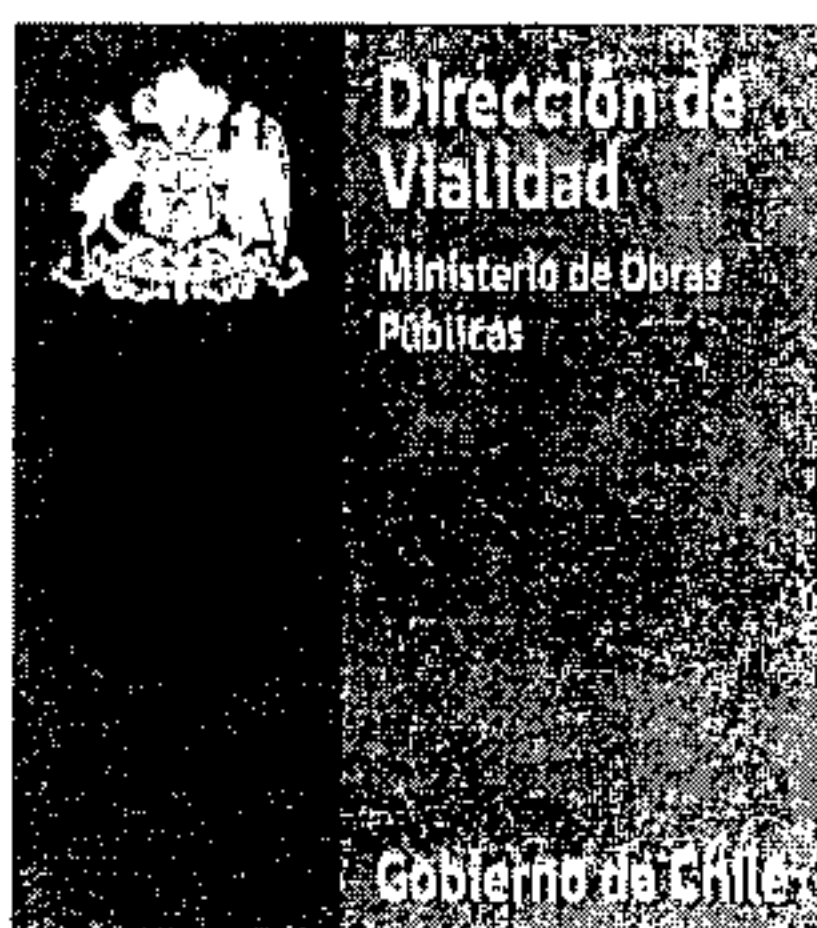 Dirección de
Vialidad
Ministerio de Obras
Públicas
Gobierno de Chile